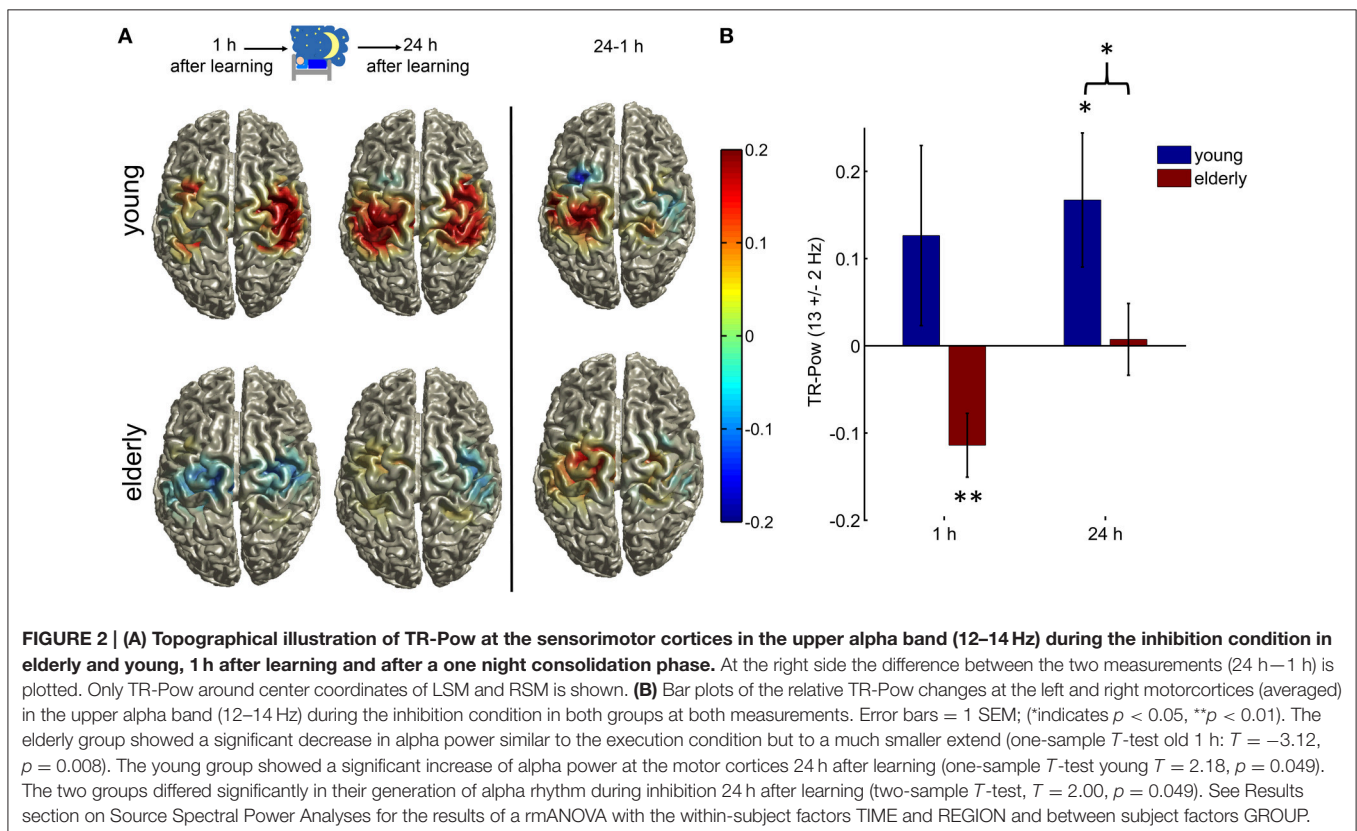 A
1 h
after learning
24 h
after learning
24-1 h
young
elderly
0.2
0.1
0
-0.1
-0.2
B
*
*
young
elderly
TR-Pow (13 +/- 2 Hz)
0.2
0.1
0
-0.1
-0.2
**
1 h
24 h
FIGURE 2 | (A) Topographical illustration of TR-Pow at the sensorimotor cortices in the upper alpha band (12–14 Hz) during the inhibition condition in
elderly and young, 1 h after learning and after a one night consolidation phase. At the right side the difference between the two measurements (24 h—1 h) is
plotted. Only TR-Pow around center coordinates of LSM and RSM is shown. (B) Bar plots of the relative TR-Pow changes at the left and right motorcortices (averaged)
in the upper alpha band (12–14 Hz) during the inhibition condition in both groups at both measurements. Error bars = 1 SEM; (*indicates p < 0.05, **p < 0.01). The
elderly group showed a significant decrease in alpha power similar to the execution condition but to a much smaller extend (one-sample T-test old 1 h: T = −3.12,
p = 0.008). The young group showed a significant increase of alpha power at the motor cortices 24 h after learning (one-sample T-test young T = 2.18, p = 0.049).
The two groups differed significantly in their generation of alpha rhythm during inhibition 24 h after learning (two-sample T-test, T = 2.00, p = 0.049). See Results
section on Source Spectral Power Analyses for the results of a rmANOVA with the within-subject factors TIME and REGION and between subject factors GROUP.